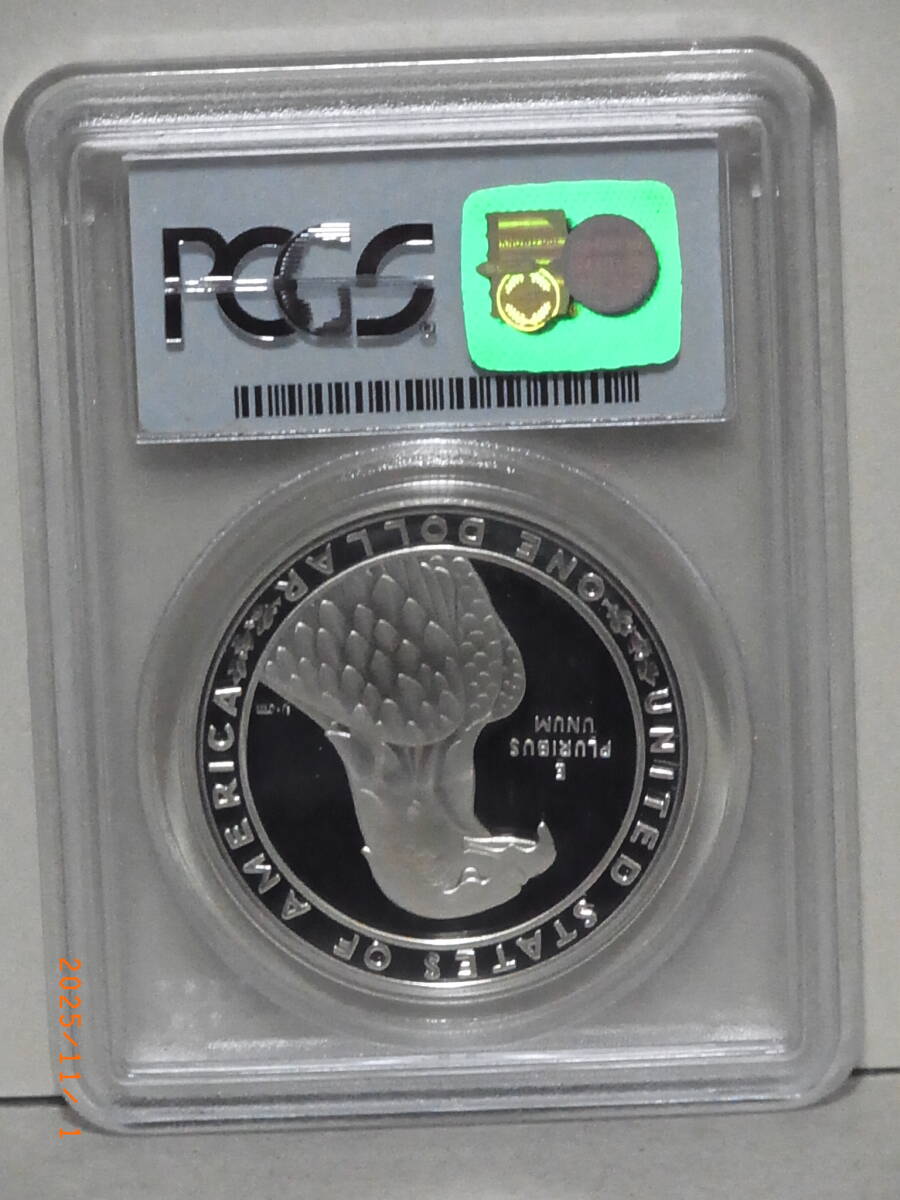 PCGS
®
UNITED STATES OF AMERICA
ONE DOLLAR
E
PLURIBUS
UNUM
2025/11/ 1